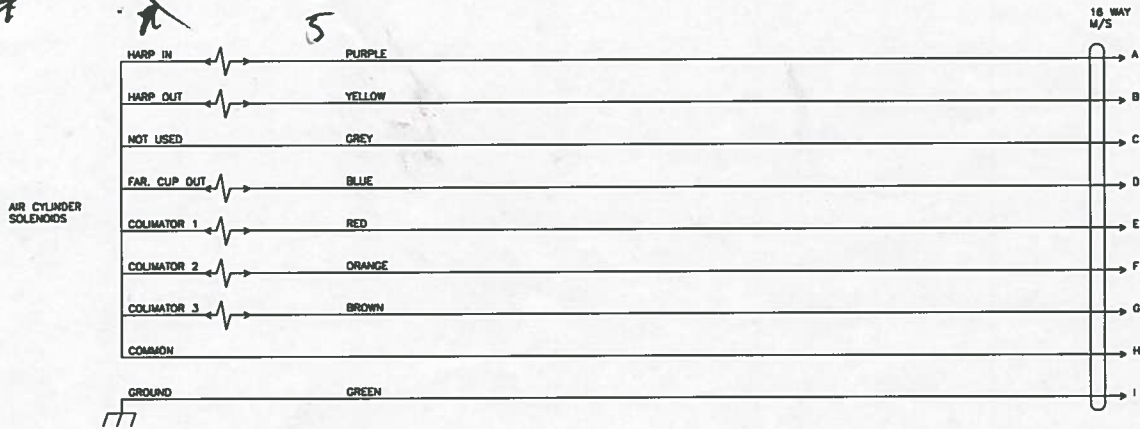 5
16 WAY
M/S
HARP IN PURPLE A
HARP OUT YELLOW B
NOT USED GREY C
FAR. CUP OUT BLUE D
AIR CYLINDER
SOLENOIDS
COLIMATOR 1 RED E
COLIMATOR 2 ORANGE F
COLIMATOR 3 BROWN G
COMMON H
GROUND GREEN I